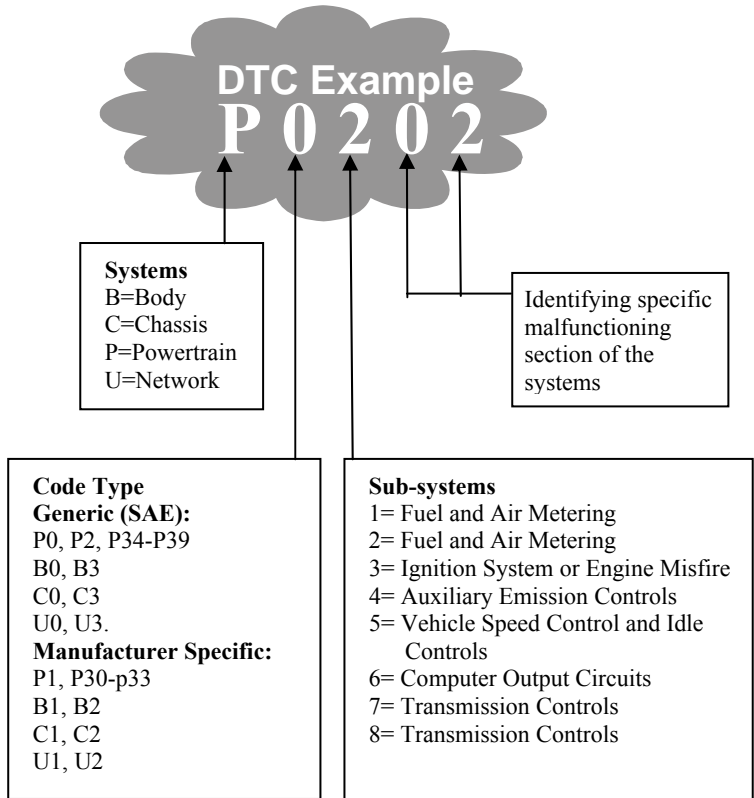 DTC Example
P 0 2 0 2
Systems
B=Body
C=Chassis
P=Powertrain
U=Network
Identifying specific
malfunctioning
section of the
systems
Code Type
Generic (SAE):
P0, P2, P34-P39
B0, B3
C0, C3
U0, U3.
Manufacturer Specific:
P1, P30-p33
B1, B2
C1, C2
U1, U2
Sub-systems
1= Fuel and Air Metering
2= Fuel and Air Metering
3= Ignition System or Engine Misfire
4= Auxiliary Emission Controls
5= Vehicle Speed Control and Idle
Controls
6= Computer Output Circuits
7= Transmission Controls
8= Transmission Controls